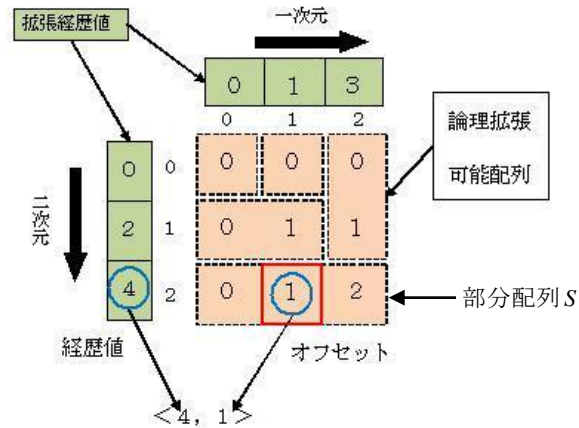 拡張経歴値
一次元
0 1 3
0 1 2
論理拡張
可能配列
二次元
0 0 0 0 0
2 1 0 1 1
4 2 0 1 2
部分配列S
経歴値
オフセット
<4, 1>